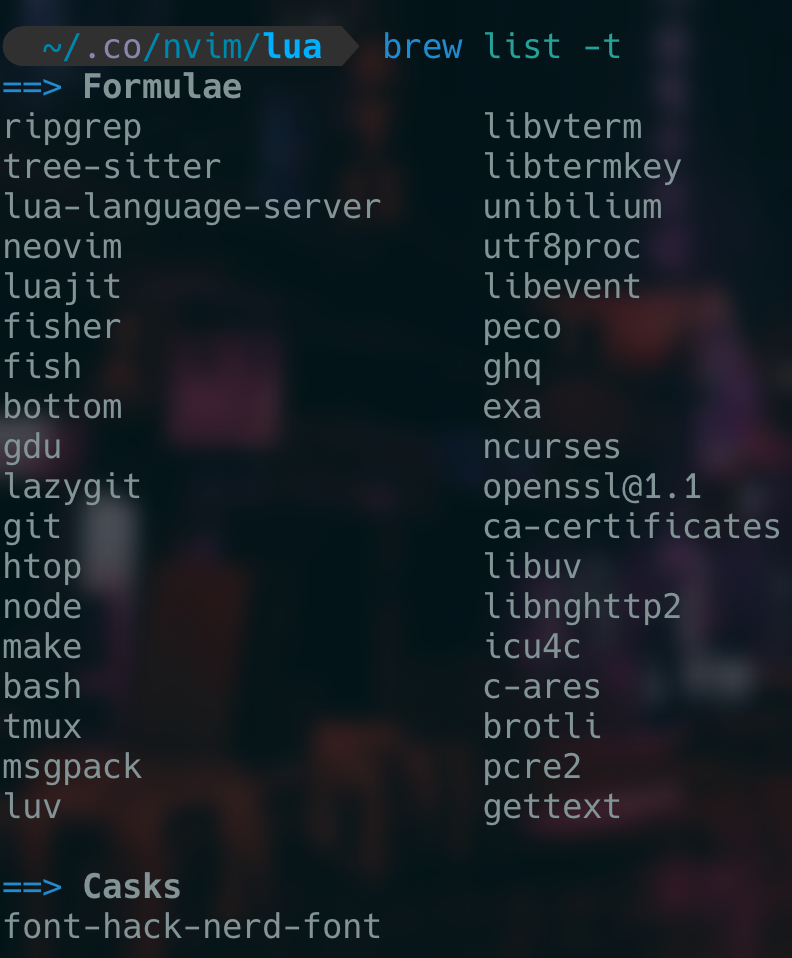 ~/.co/nvim/lua brew list -t
==> Formulae
ripgrep libvterm
tree-sitter libtermkey
lua-language-server unibilium
neovim utf8proc
luajit libevent
fisher peco
fish ghq
bottom exa
gdu ncurses
lazygit openssl@1.1
git ca-certificates
htop libuv
node libnghttp2
make icu4c
bash c-ares
tmux brotli
msgpack pcre2
luv gettext
==> Casks
font-hack-nerd-font